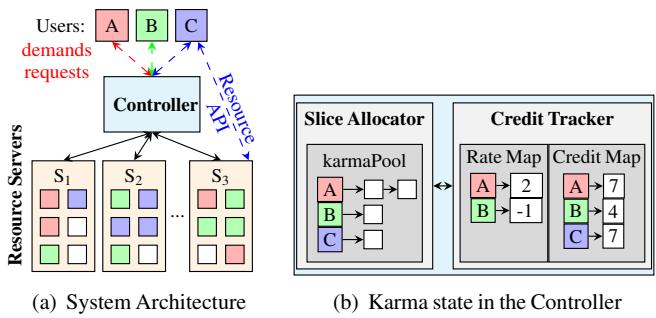 Users: A B C
demands
requests
Controller
Resource API
Resource Servers
S1 S2 S3
...
(a) System Architecture
Slice Allocator
karmaPool
A
B
C
Credit Tracker
Rate Map
A 2
B -1
Credit Map
A 7
B 4
C 7
(b) Karma state in the Controller